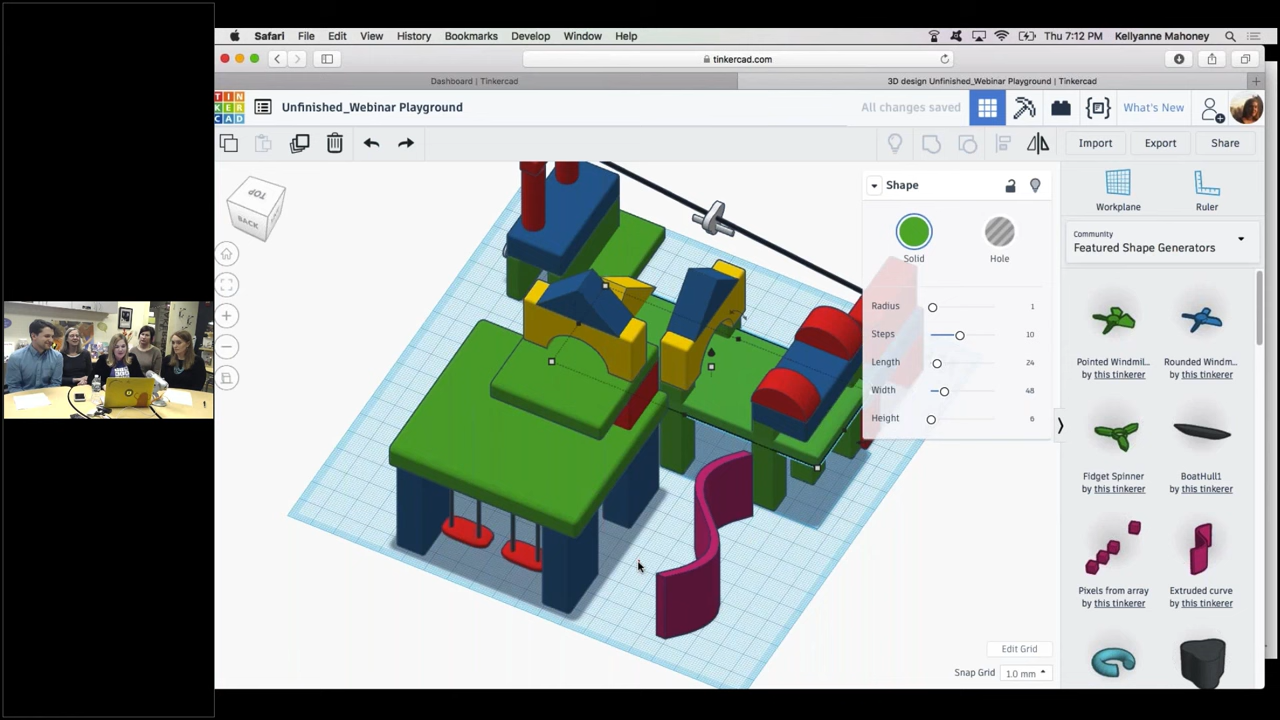 Safari File Edit View History Bookmarks Develop Window Help Thu 7:12 PM Kellyanne Mahoney
tinkercad.com
Dashboard | Tinkercad
3D design Unfinished_Webinar Playground | Tinkercad
TIN
KER
CAD
Unfinished_Webinar Playground
All changes saved
What's New
Import
Export
Share
TOP
BACK
Shape
Solid
Hole
Radius 1
Steps 10
Length 24
Width 48
Height 6
Workplane
Ruler
Community
Featured Shape Generators
Pointed Windmil...
by this tinkerer
Rounded Windm...
by this tinkerer
Fidget Spinner
by this tinkerer
BoatHull1
by this tinkerer
Pixels from array
by this tinkerer
Extruded curve
by this tinkerer
Edit Grid
Snap Grid 1.0 mm